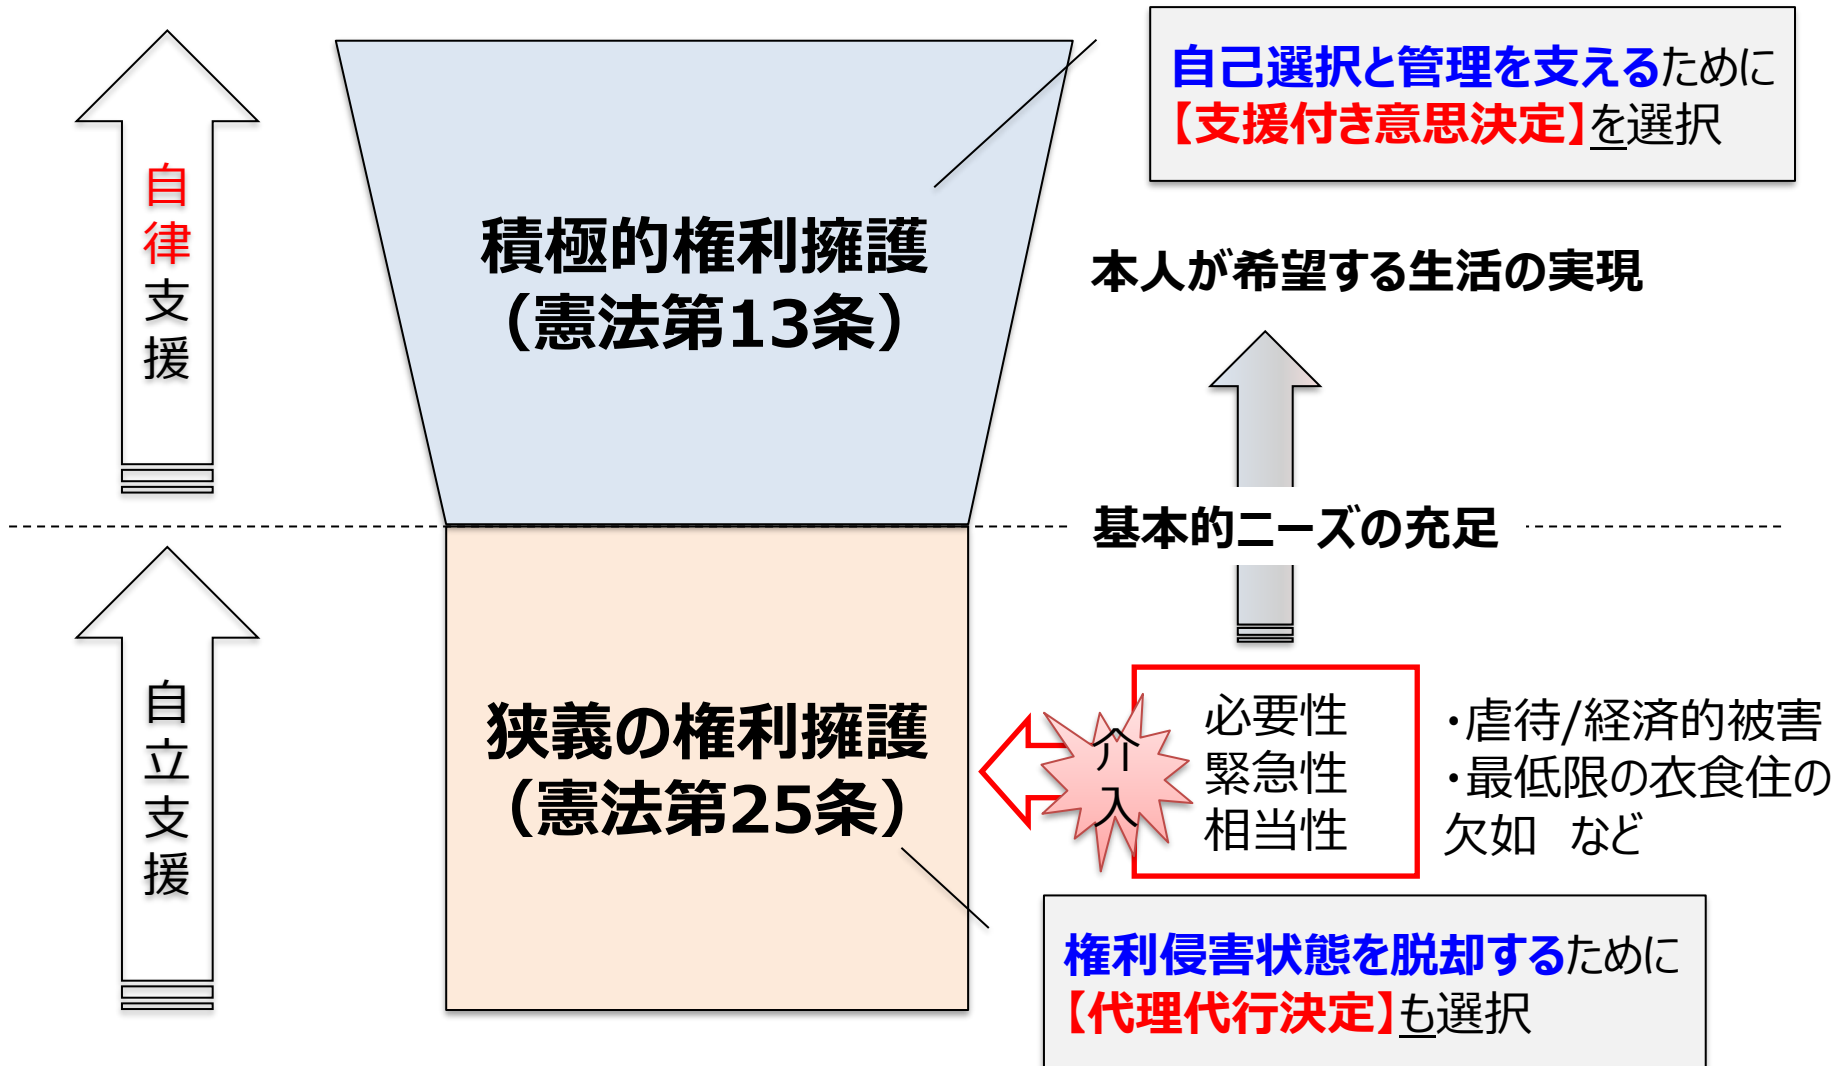 自己選択と管理を支えるために
【支援付き意思決定】を選択
自律支援
積極的権利擁護
（憲法第13条）
本人が希望する生活の実現
基本的ニーズの充足
自立支援
狭義の権利擁護
（憲法第25条）
介入
必要性
緊急性
相当性
・虐待/経済的被害
・最低限の衣食住の
欠如　など
権利侵害状態を脱却するために
【代理代行決定】も選択